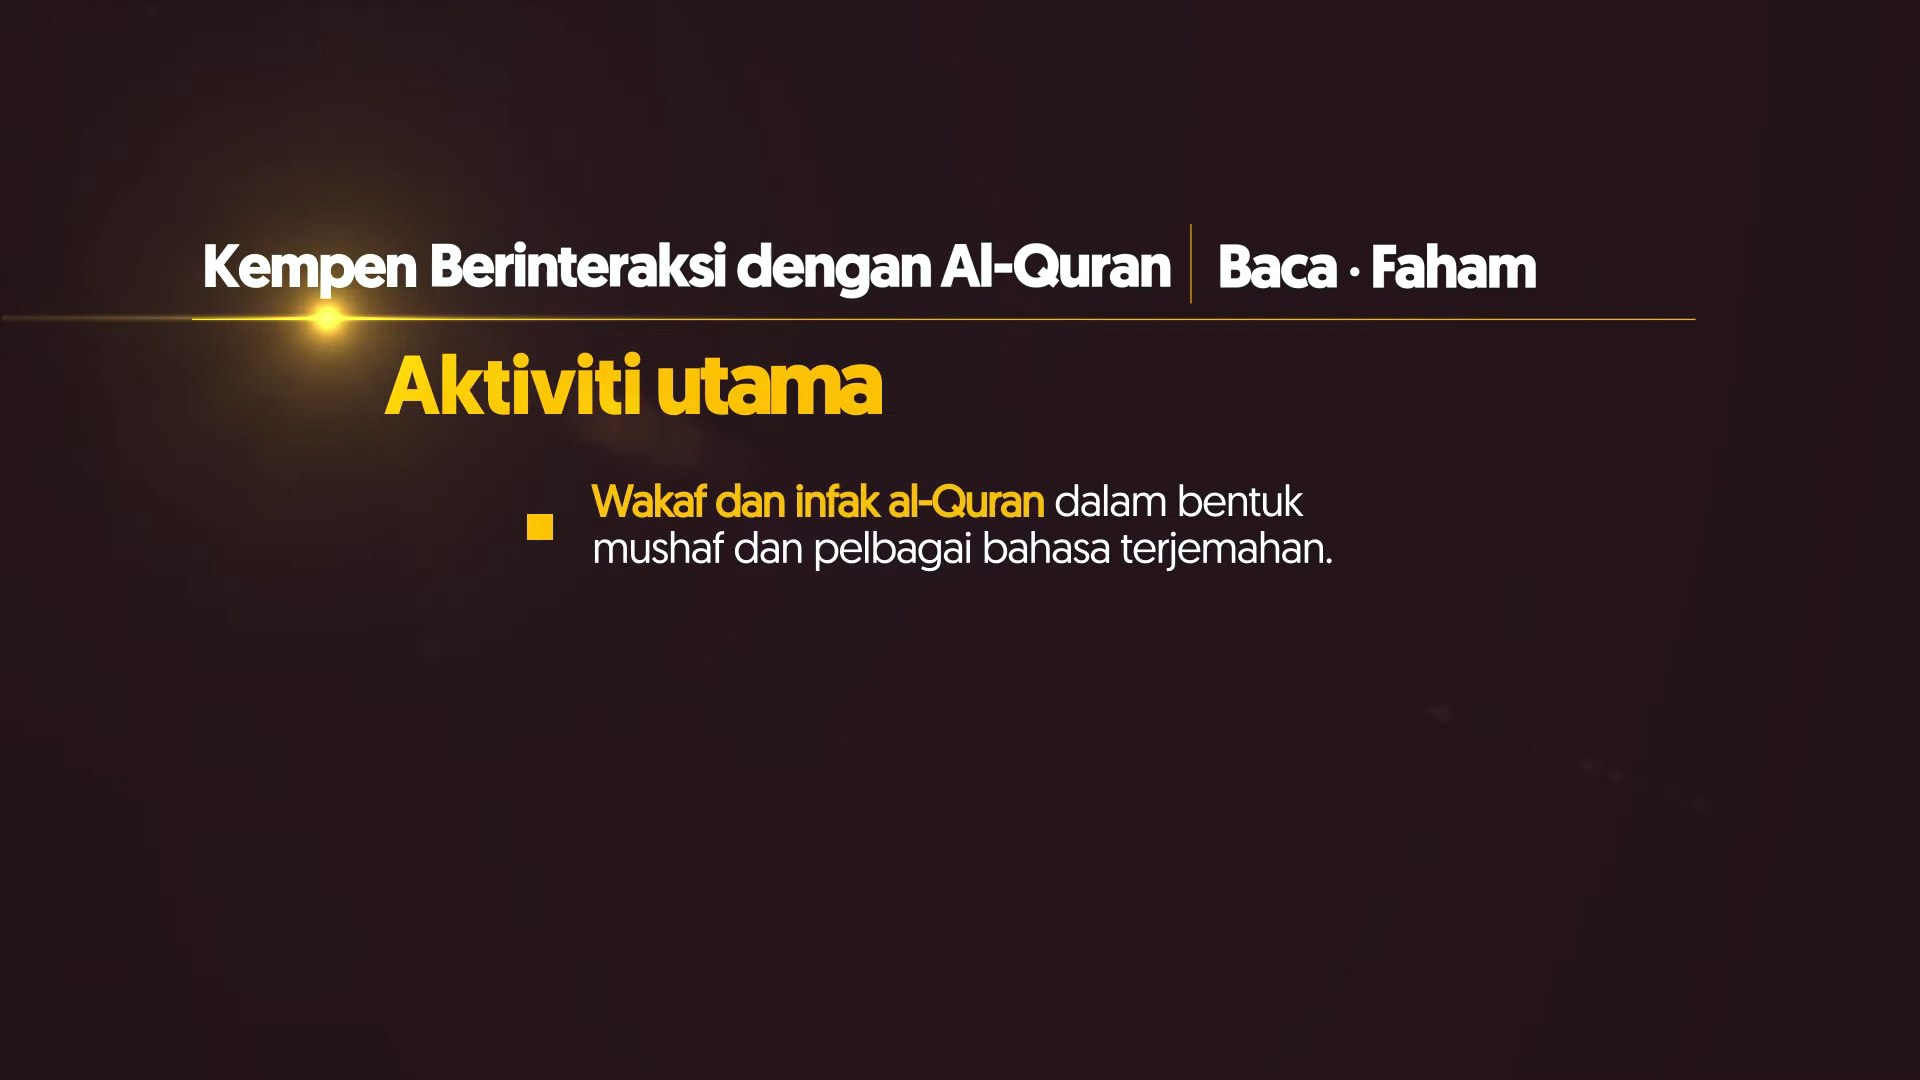 Kempen Berinteraksi dengan Al-Quran | Baca · Faham
Aktiviti utama
Wakaf dan infak al-Quran dalam bentuk
mushaf dan pelbagai bahasa terjemahan.